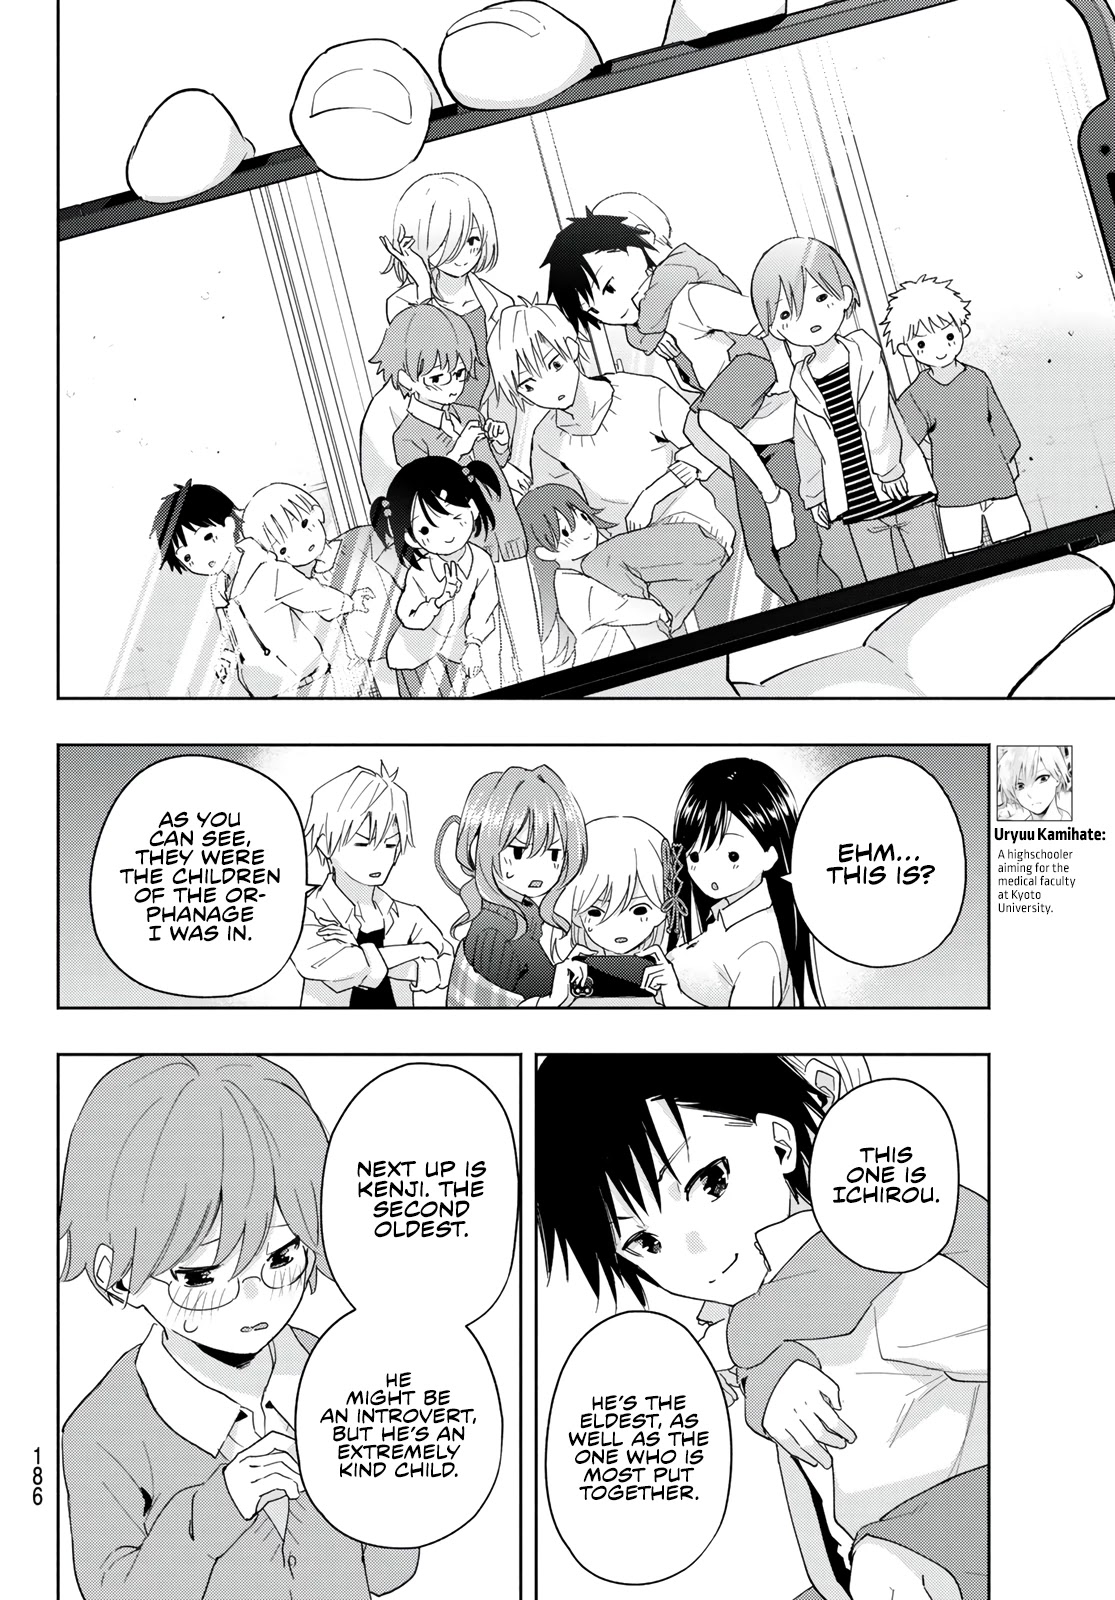 EHM...
THIS IS?
AS YOU
CAN SEE,
THEY WERE
THE CHILDREN
OF THE OR-
PHANAGE
I WAS IN.
Uryuu Kamihate:
A highschooler
aiming for the
medical faculty
at Kyoto
University.
THIS
ONE IS
ICHIROU.
HE'S THE
ELDEST, AS
WELL AS THE
ONE WHO IS
MOST PUT
TOGETHER.
NEXT UP IS
KENJI. THE
SECOND
OLDEST.
HE
MIGHT BE
AN INTROVERT,
BUT HE'S AN
EXTREMELY
KIND CHILD.
186